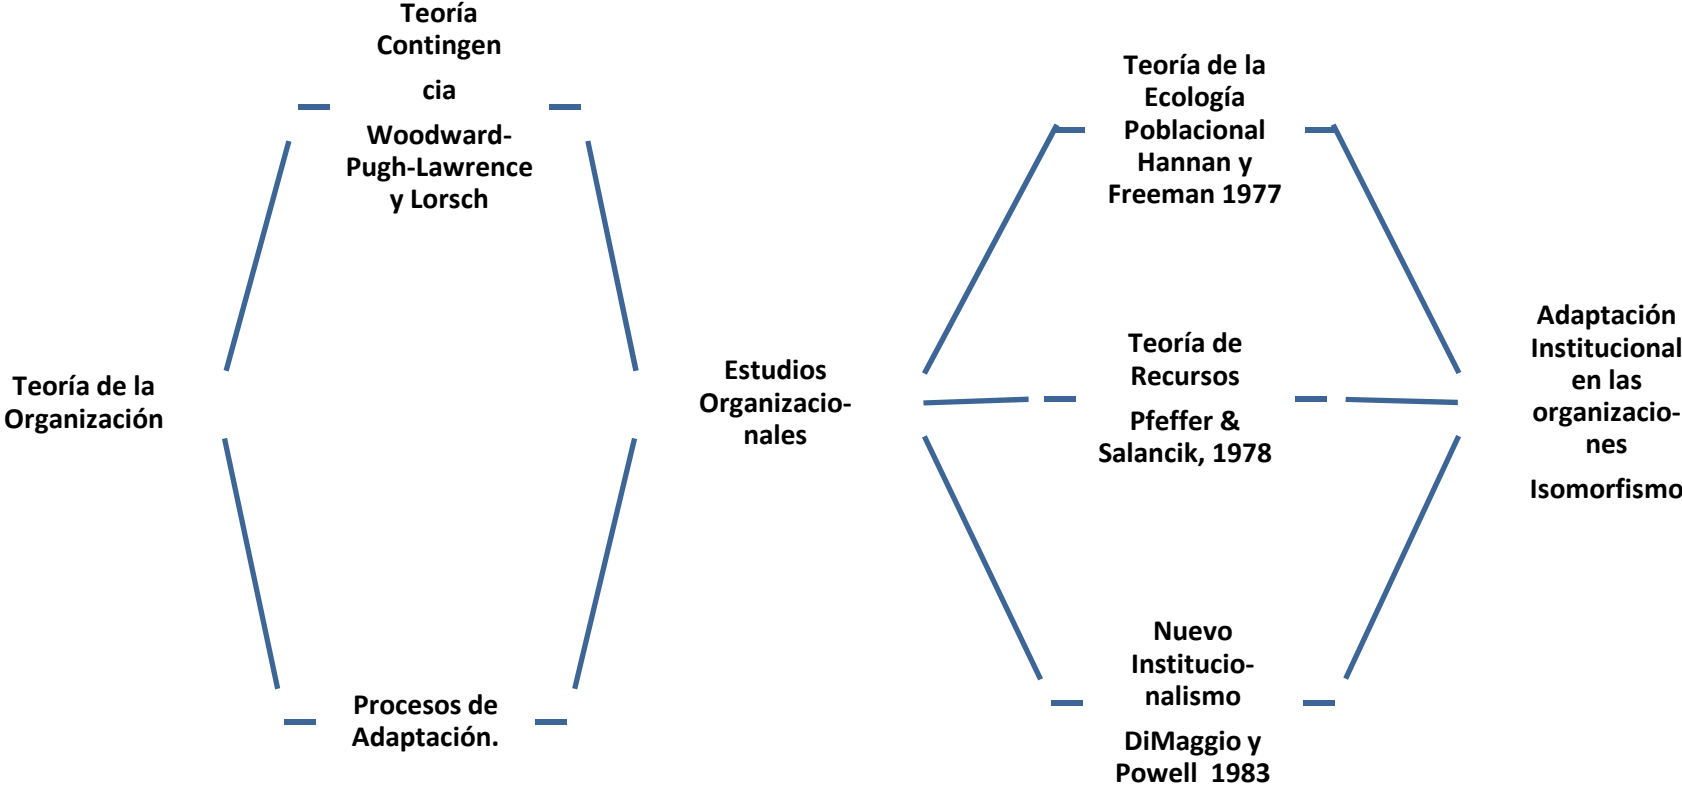 Teoría de la
Organización
Teoría
Contingen
cia
Woodward-
Pugh-Lawrence
y Lorsch
Procesos de
Adaptación.
Estudios
Organizacio-
nales
Teoría de la
Ecología
Poblacional
Hannan y
Freeman 1977
Teoría de
Recursos
Pfeffer &
Salancik, 1978
Nuevo
Institucio-
nalismo
DiMaggio y
Powell 1983
Adaptación
Institucional
en las
organizacio-
nes
Isomorfismo